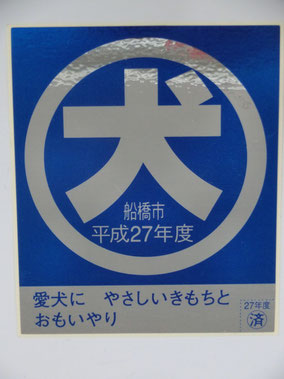 犬
船橋市
平成27年度
愛犬に　やさしいきもちと
おもいやり
27年度
済